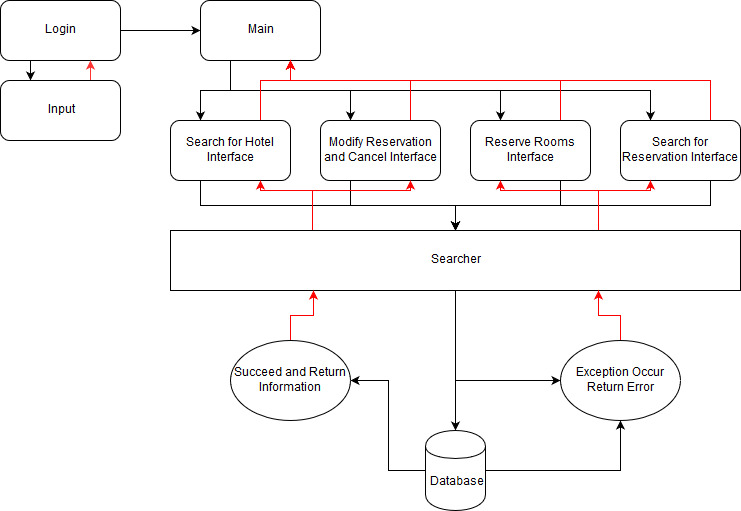 Login
Main
Input
Search for Hotel
Interface
Modify Reservation
and Cancel Interface
Reserve Rooms
Interface
Search for
Reservation Interface
Searcher
Succeed and Return
Information
Exception Occur
Return Error
Database